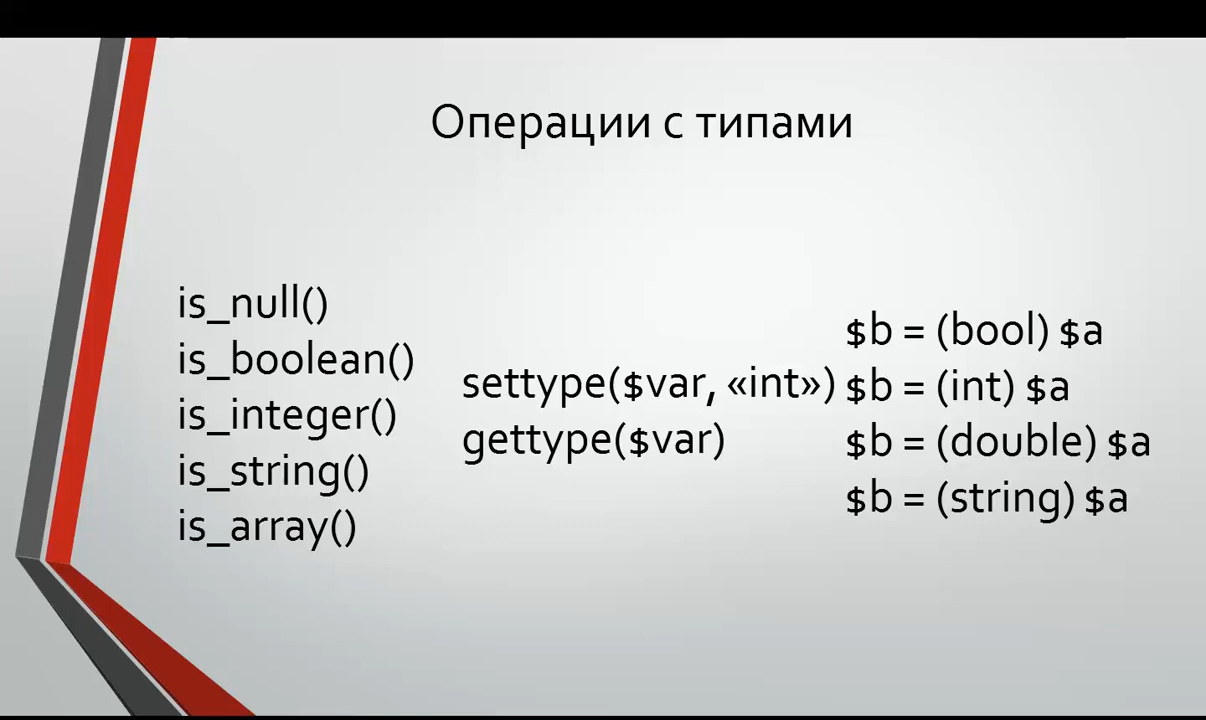 Операции с типами
is_null()
is_boolean()
is_integer()
is_string()
is_array()
settype($var, «int»)
gettype($var)
$b = (bool) $a
$b = (int) $a
$b = (double) $a
$b = (string) $a